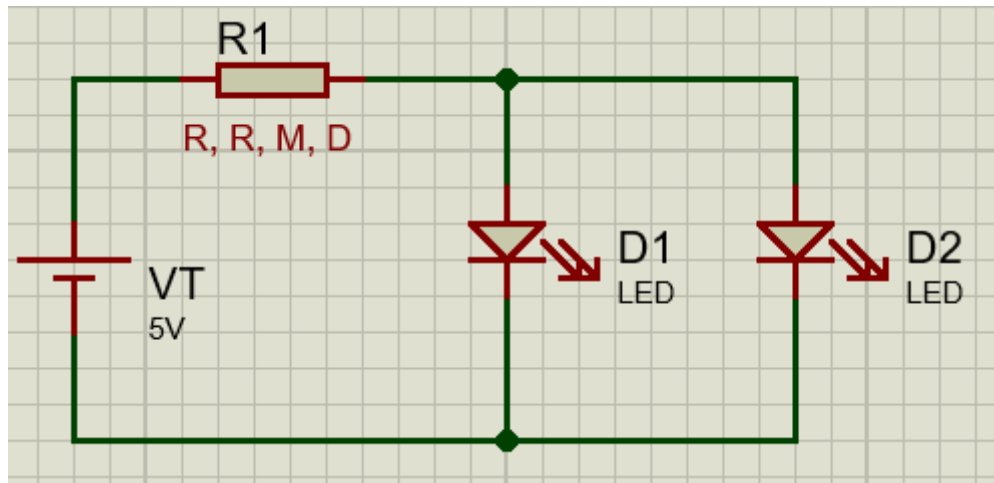 R1
R, R, M, D
VT
5V
D1
LED
D2
LED